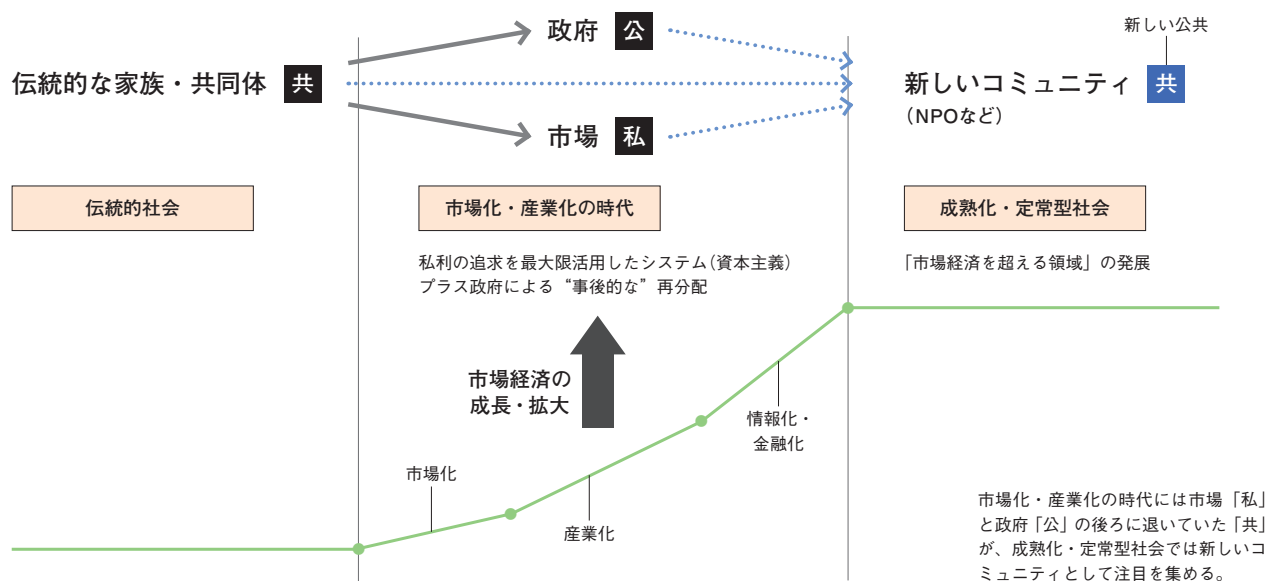 新しい公共
政府 公
伝統的な家族・共同体 共
新しいコミュニティ 共
(NPOなど)
市場 私
伝統的社会
市場化・産業化の時代
成熟化・定常型社会
私利の追求を最大限活用したシステム(資本主義)
プラス政府による “事後的な” 再分配
「市場経済を超える領域」の発展
市場経済の
成長・拡大
情報化・
金融化
市場化
産業化
市場化・産業化の時代には市場「私」
と政府「公」の後ろに退いていた「共」
が、成熟化・定常型社会では新しいコ
ミュニティとして注目を集める。